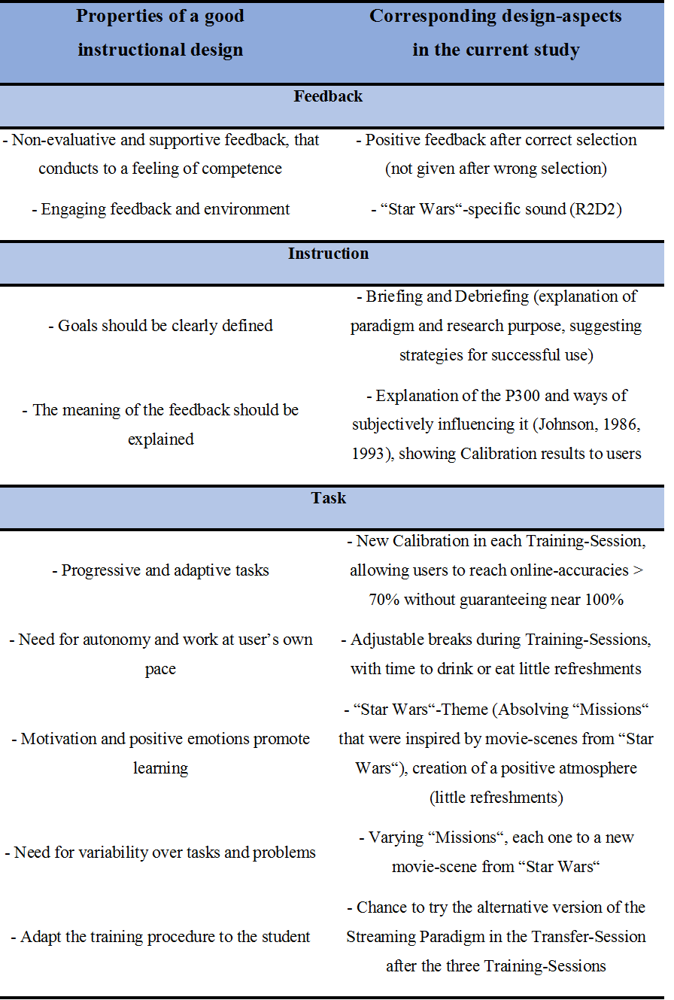 Properties of a good
instructional design
Corresponding design-aspects
in the current study
Feedback
- Non-evaluative and supportive feedback, that
conducts to a feeling of competence
- Positive feedback after correct selection
(not given after wrong selection)
- Engaging feedback and environment
- “Star Wars“-specific sound (R2D2)
Instruction
- Goals should be clearly defined
- Briefing and Debriefing (explanation of
paradigm and research purpose, suggesting
strategies for successful use)
- The meaning of the feedback should be
explained
- Explanation of the P300 and ways of
subjectively influencing it (Johnson, 1986,
1993), showing Calibration results to users
Task
- Progressive and adaptive tasks
- New Calibration in each Training-Session,
allowing users to reach online-accuracies >
70% without guaranteeing near 100%
- Need for autonomy and work at user’s own
pace
- Adjustable breaks during Training-Sessions,
with time to drink or eat little refreshments
- Motivation and positive emotions promote
learning
- “Star Wars“-Theme (Absolving “Missions“
that were inspired by movie-scenes from “Star
Wars“), creation of a positive atmosphere
(little refreshments)
- Need for variability over tasks and problems
- Varying “Missions“, each one to a new
movie-scene from “Star Wars“
- Adapt the training procedure to the student
- Chance to try the alternative version of the
Streaming Paradigm in the Transfer-Session
after the three Training-Sessions